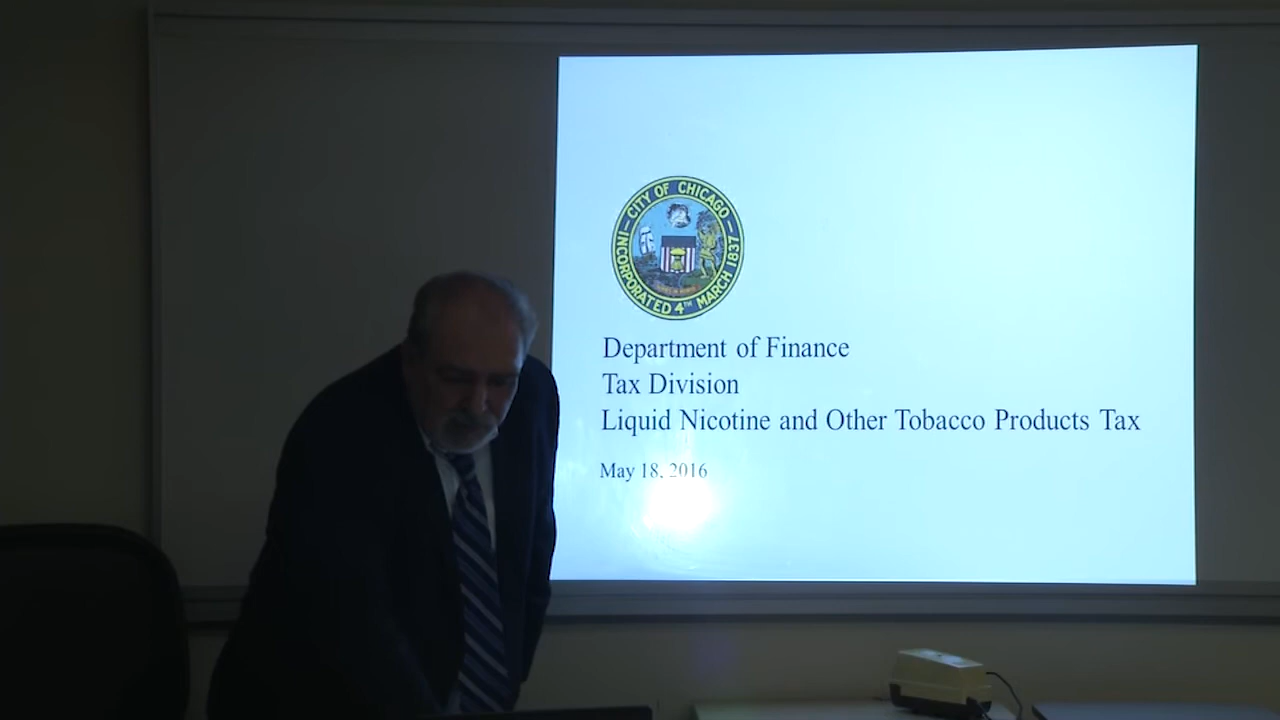 CITY OF CHICAGO
INCORPORATED 4TH MARCH 1837
Department of Finance
Tax Division
Liquid Nicotine and Other Tobacco Products Tax
May 18, 2016